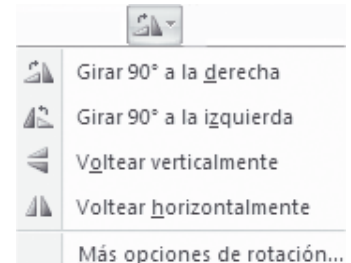 Girar 90° a la derecha
Girar 90° a la izquierda
Voltear verticalmente
Voltear horizontalmente
Más opciones de rotación...